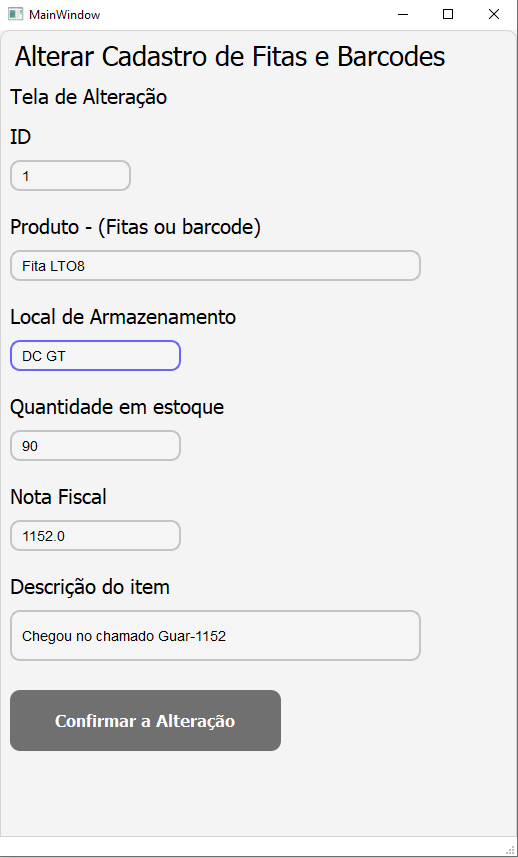 MainWindow
Alterar Cadastro de Fitas e Barcodes
Tela de Alteração
ID
1
Produto - (Fitas ou barcode)
Fita LTO8
Local de Armazenamento
DC GT
Quantidade em estoque
90
Nota Fiscal
1152.0
Descrição do item
Chegou no chamado Guar-1152
Confirmar a Alteração